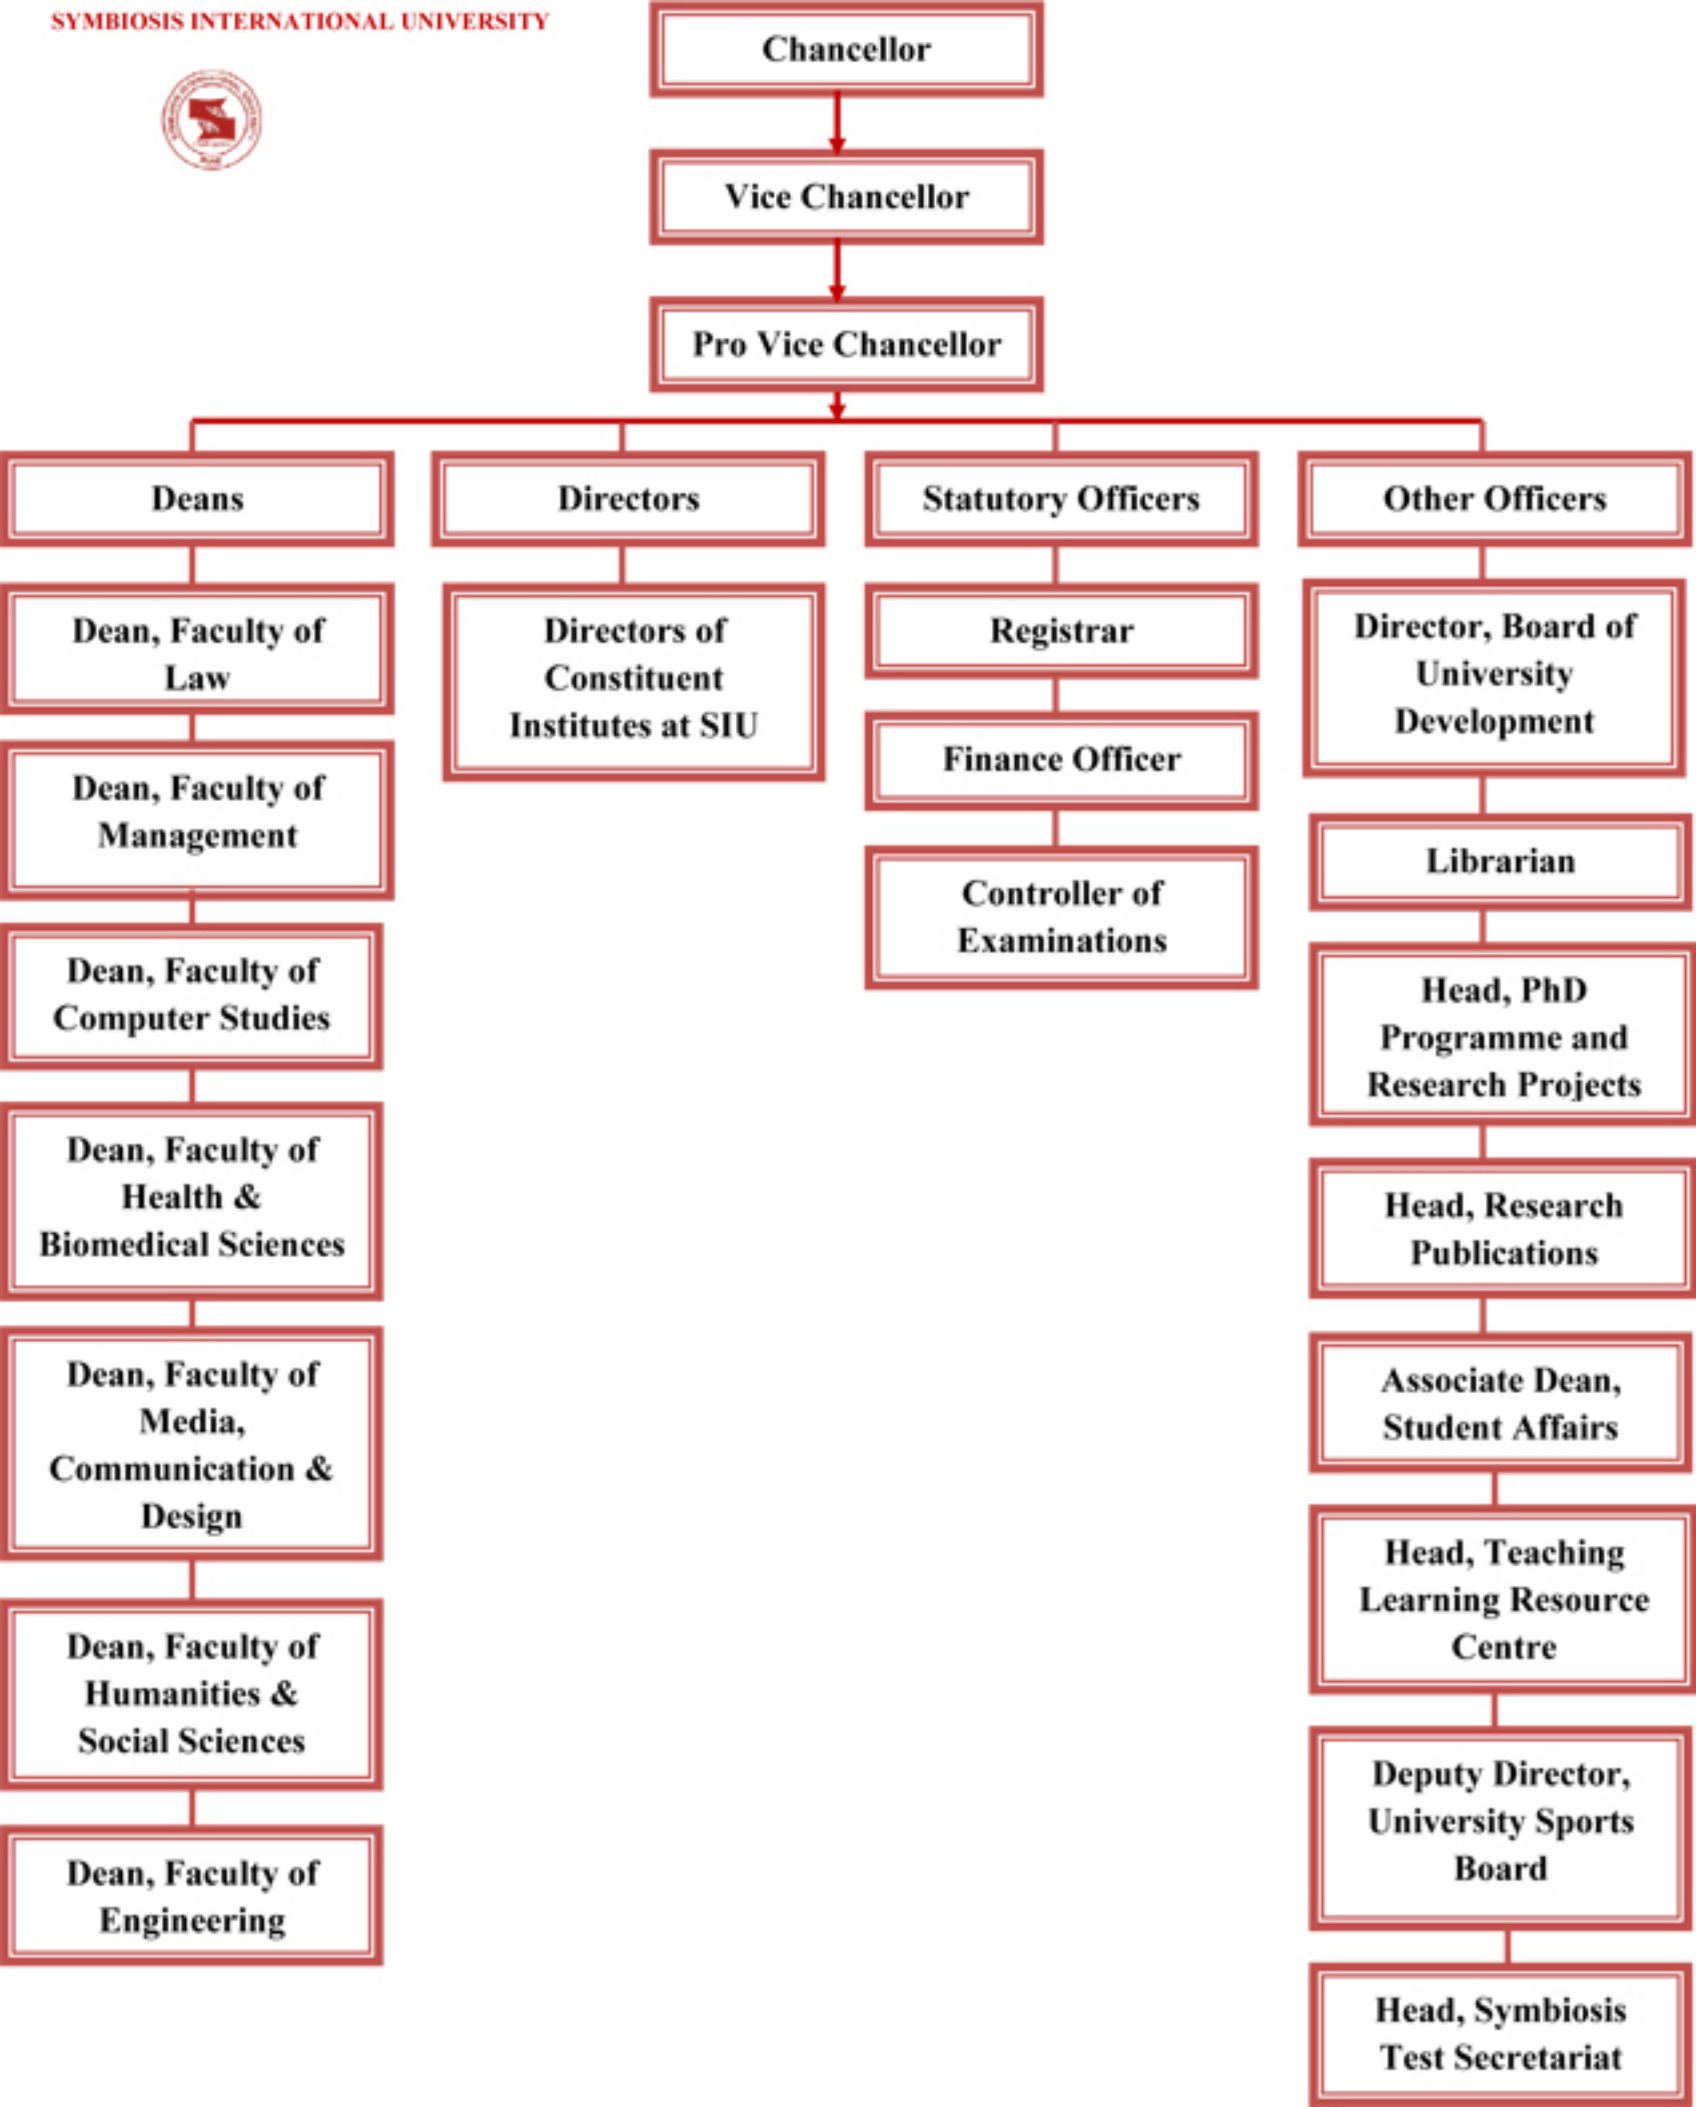 SYMBIOSIS INTERNATIONAL UNIVERSITY
Chancellor
Vice Chancellor
Pro Vice Chancellor
Deans
Dean, Faculty of
Law
Dean, Faculty of
Management
Dean, Faculty of
Computer Studies
Dean, Faculty of
Health &
Biomedical Sciences
Dean, Faculty of
Media,
Communication &
Design
Dean, Faculty of
Humanities &
Social Sciences
Dean, Faculty of
Engineering
Directors
Directors of
Constituent
Institutes at SIU
Statutory Officers
Registrar
Finance Officer
Controller of
Examinations
Other Officers
Director, Board of
University
Development
Librarian
Head, PhD
Programme and
Research Projects
Head, Research
Publications
Associate Dean,
Student Affairs
Head, Teaching
Learning Resource
Centre
Deputy Director,
University Sports
Board
Head, Symbiosis
Test Secretariat